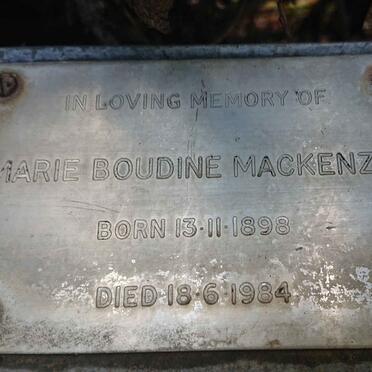 IN LOVING MEMORY OF
MARIE BOUDINE MACKENZ
BORN 13·11·1898
DIED 18·6·1984